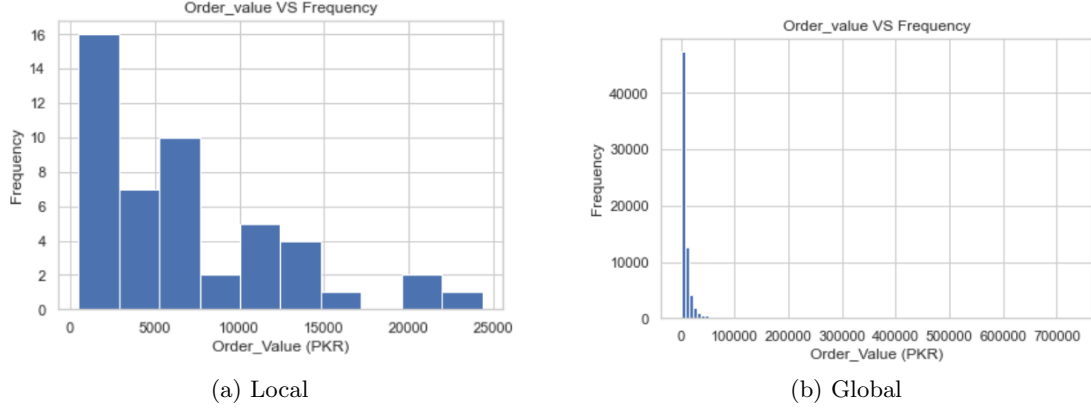 Order_value VS Frequency
16
14
12
10
8
6
4
2
0
Frequency
0 5000 10000 15000 20000 25000
Order_Value (PKR)
(a) Local
Order_value VS Frequency
40000
30000
20000
10000
0
Frequency
0 100000 200000 300000 400000 500000 600000 700000
Order_Value (PKR)
(b) Global